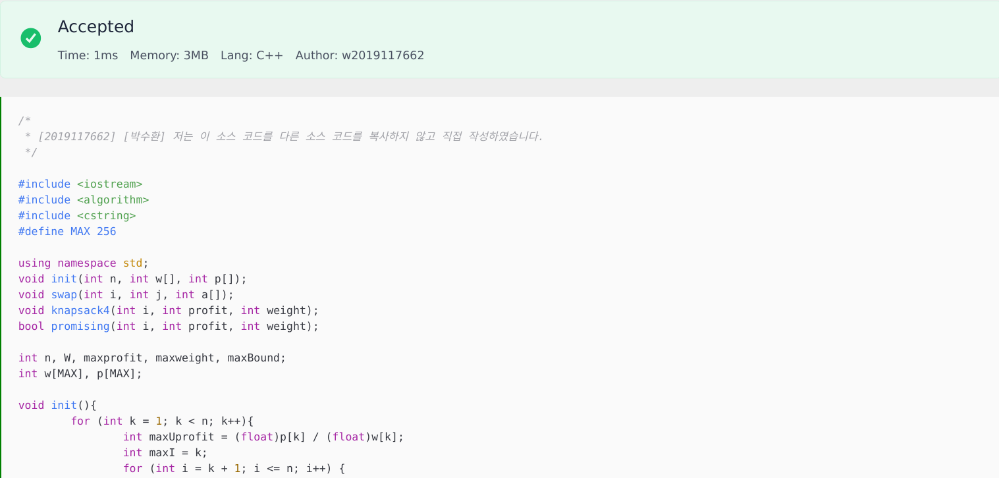 Accepted
Time: 1ms Memory: 3MB Lang: C++ Author: w2019117662
/*
 * [2019117662] [박수환] 저는 이 소스 코드를 다른 소스 코드를 복사하지 않고 직접 작성하였습니다.
 */
#include <iostream>
#include <algorithm>
#include <cstring>
#define MAX 256
using namespace std;
void init(int n, int w[], int p[]);
void swap(int i, int j, int a[]);
void knapsack4(int i, int profit, int weight);
bool promising(int i, int profit, int weight);
int n, W, maxprofit, maxweight, maxBound;
int w[MAX], p[MAX];
void init(){
        for (int k = 1; k < n; k++){
                int maxUprofit = (float)p[k] / (float)w[k];
                int maxI = k;
                for (int i = k + 1; i <= n; i++) {